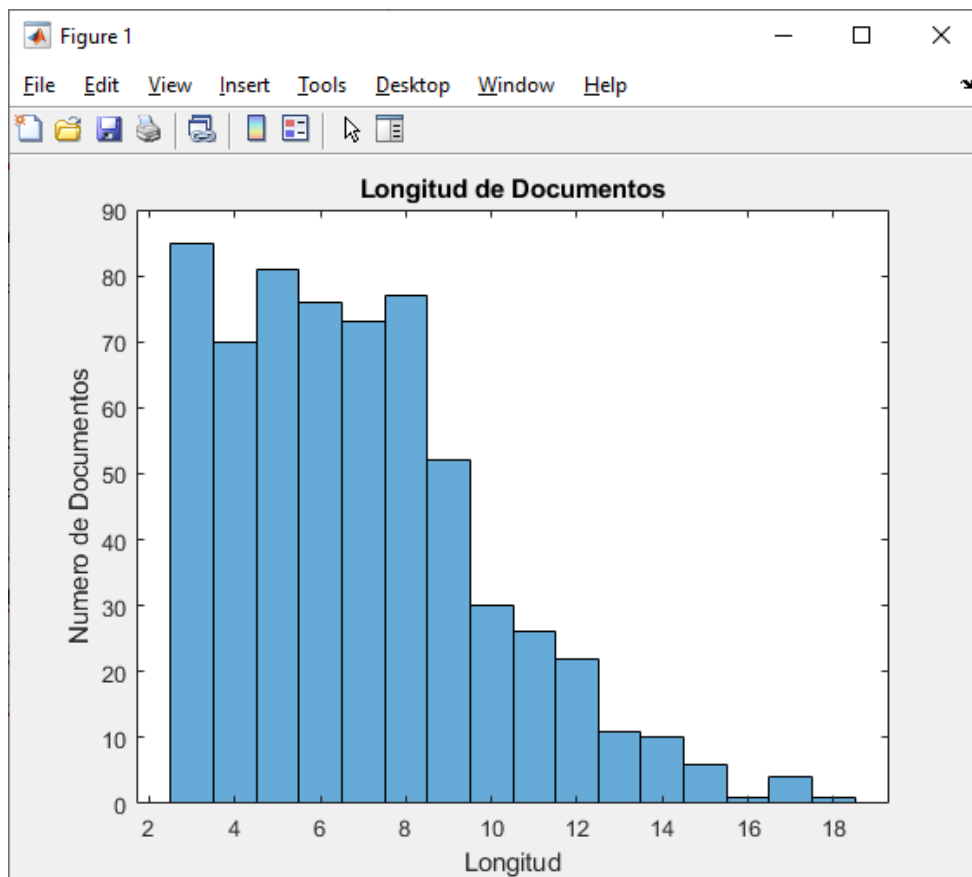 Figure 1
File Edit View Insert Tools Desktop Window Help
Longitud de Documentos
90
80
70
60
50
40
30
20
10
0
Numero de Documentos
2 4 6 8 10 12 14 16 18
Longitud